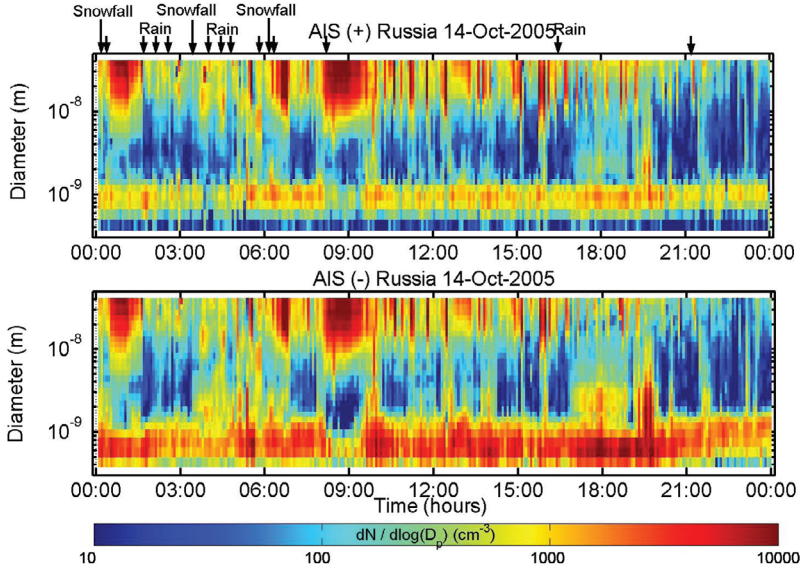 Snowfall
Snowfall
Snowfall
Rain
Rain
AIS (+) Russia 14-Oct-2005
Rain
Diameter (m)
10-8
10-9
00:00 03:00 06:00 09:00 12:00 15:00 18:00 21:00 00:00
AIS (-) Russia 14-Oct-2005
Diameter (m)
10-8
10-9
00:00 03:00 06:00 09:00 12:00 15:00 18:00 21:00 00:00
Time (hours)
dN / dlog(Dp) (cm-3)
10 100 1000 10000